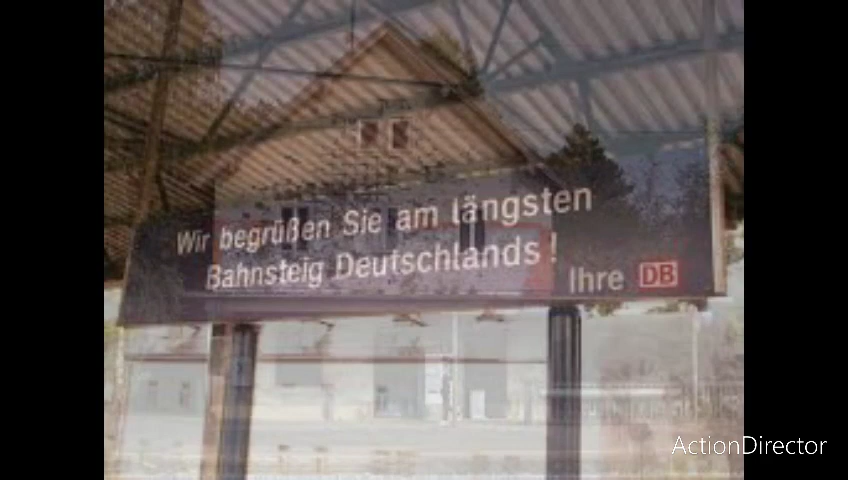 Wir begrüßen Sie am längsten
Bahnsteig Deutschlands !
Ihre DB
ActionDirector